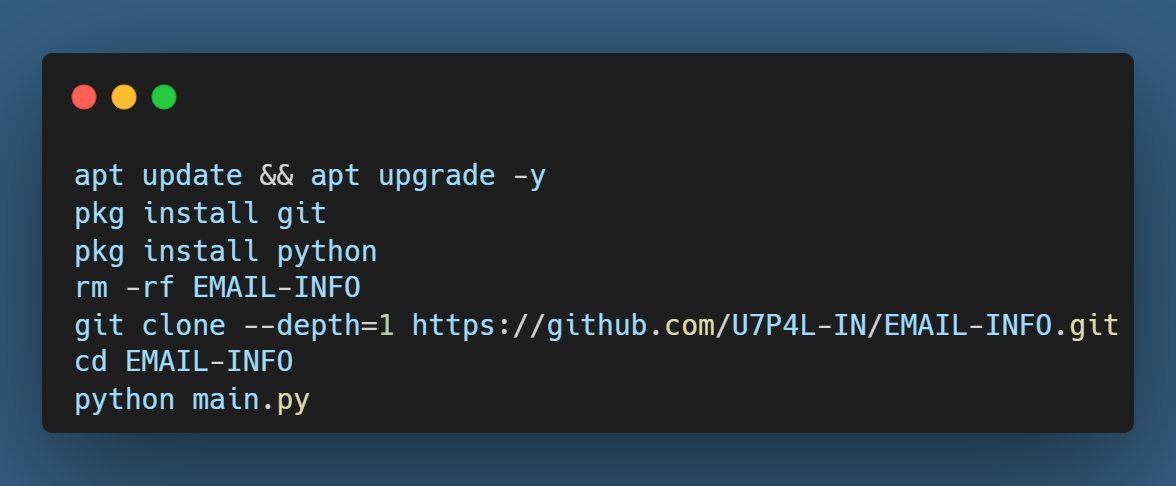 apt update && apt upgrade -y
pkg install git
pkg install python
rm -rf EMAIL-INFO
git clone --depth=1 https://github.com/U7P4L-IN/EMAIL-INFO.git
cd EMAIL-INFO
python main.py